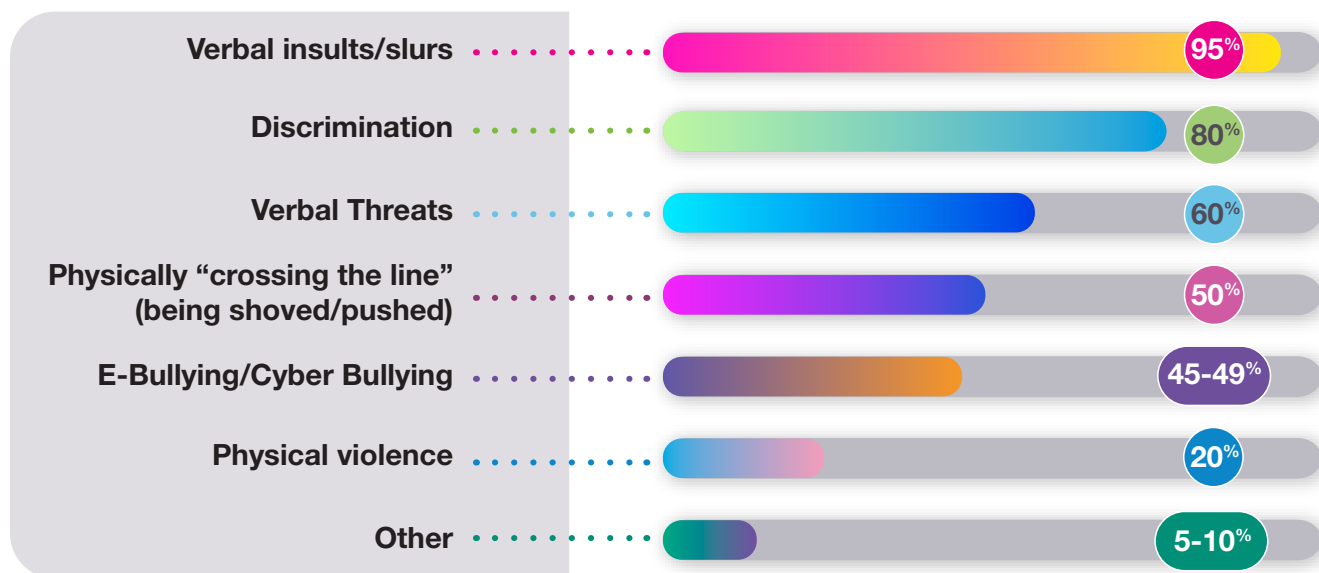 Verbal insults/slurs 95%
Discrimination 80%
Verbal Threats 60%
Physically “crossing the line”
(being shoved/pushed) 50%
E-Bullying/Cyber Bullying 45-49%
Physical violence 20%
Other 5-10%